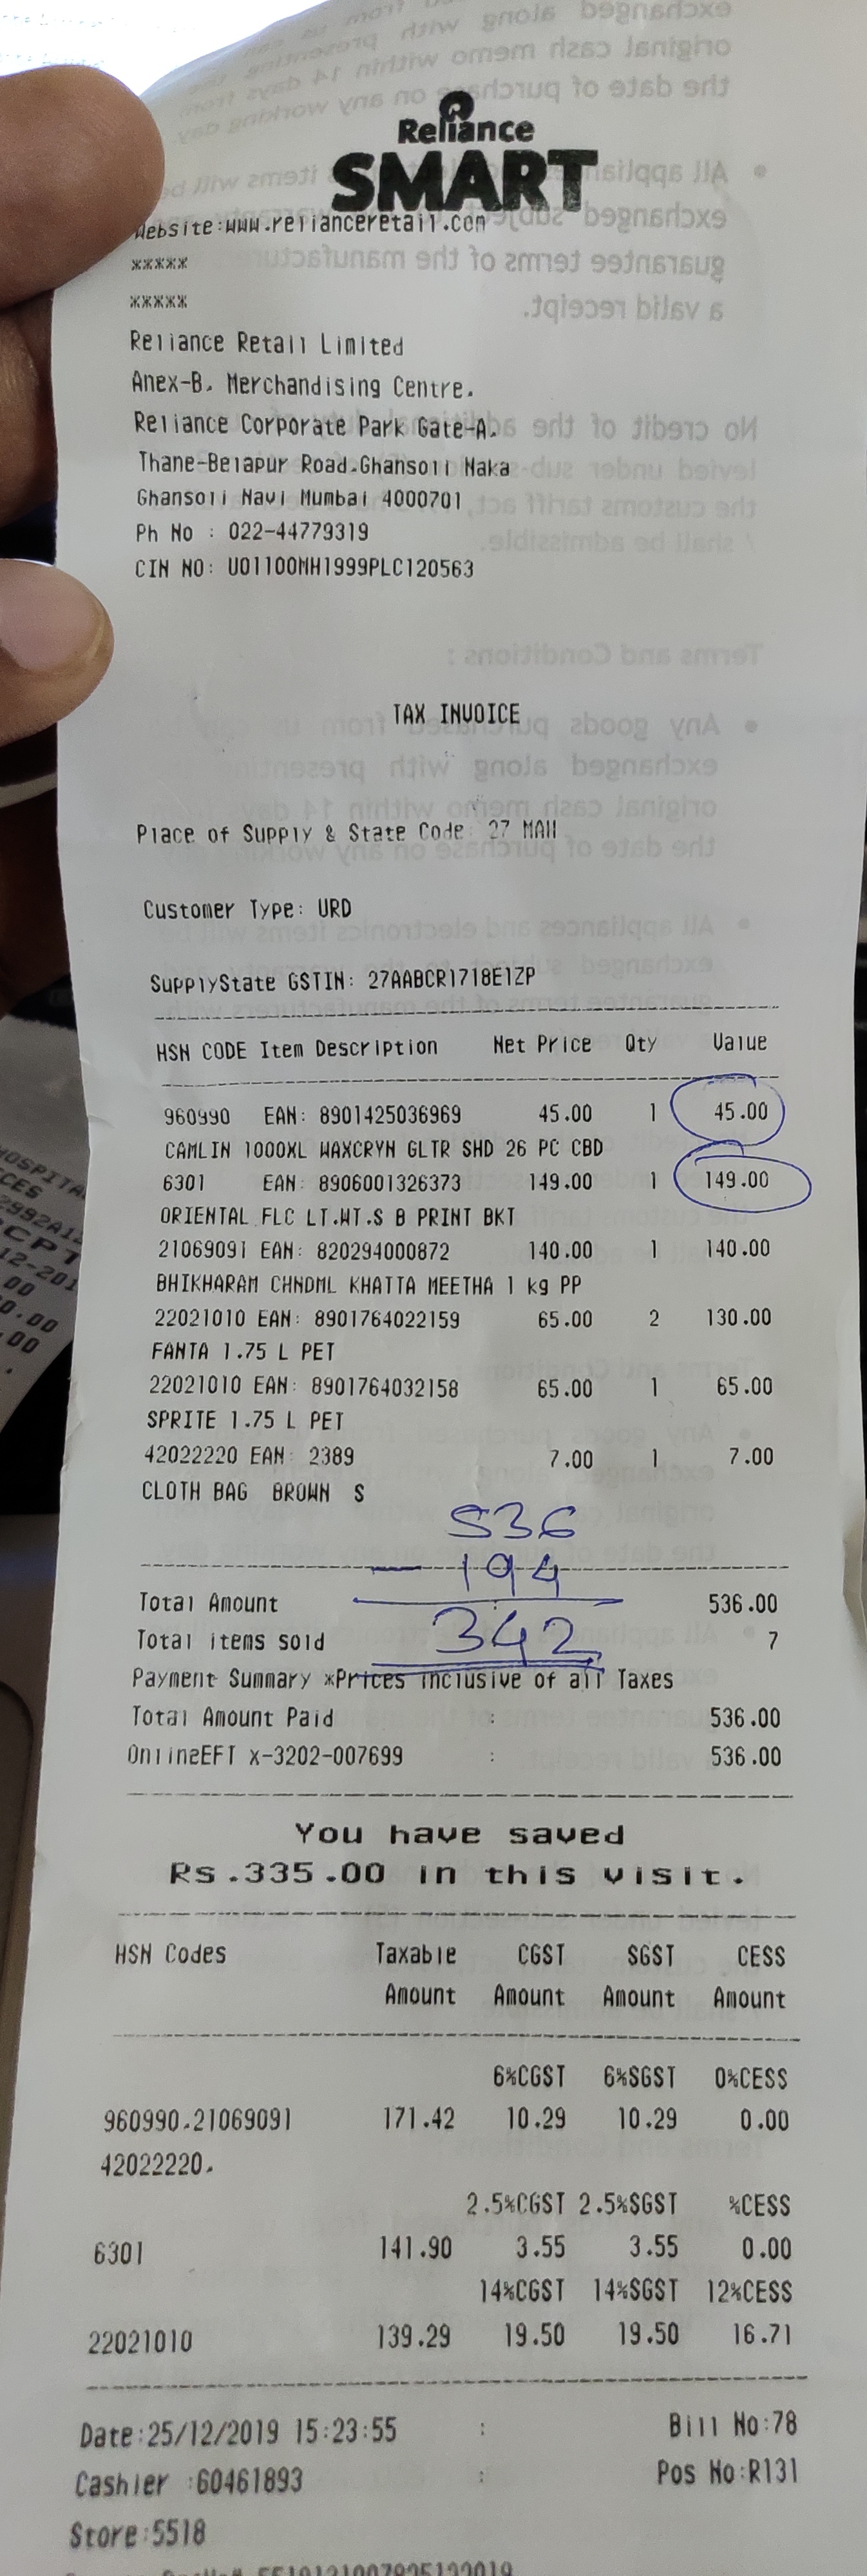 Reliance
SMART
Website:www.relianceretail.com
*****
*****
Reliance Retail Limited
Anex-B, Merchandising Centre,
Reliance Corporate Park Gate-A,
Thane-Belapur Road,Ghansoli Naka
Ghansoli Navi Mumbai 4000701
Ph No : 022-44779319
CIN NO: U01100MH1999PLC120563
TAX INVOICE
Place of Supply & State Code: 27 MAH
Customer Type: URD
SupplyState GSTIN: 27AABCR1718E1ZP
HSN CODE Item Description Net Price Qty Value
960990 EAN: 8901425036969 45.00 1 45.00
CAMLIN 1000XL WAXCRYN GLTR SHD 26 PC CBD
6301 EAN: 8906001326373 149.00 1 149.00
ORIENTAL FLC LT.WT.S B PRINT BKT
21069091 EAN: 820294000872 140.00 1 140.00
BHIKHARAM CHNDML KHATTA MEETHA 1 kg PP
22021010 EAN: 8901764022159 65.00 2 130.00
FANTA 1.75 L PET
22021010 EAN: 8901764032158 65.00 1 65.00
SPRITE 1.75 L PET
42022220 EAN: 2389 7.00 1 7.00
CLOTH BAG BROWN S
536
- 194
342
Total Amount : 536.00
Total items sold 7
Payment Summary *Prices inclusive of all Taxes
Total Amount Paid : 536.00
OnlineEFT x-3202-007699 : 536.00
You have saved
Rs.335.00 in this visit.
HSN Codes Taxable CGST SGST CESS
Amount Amount Amount Amount
6%CGST 6%SGST 0%CESS
960990,21069091 171.42 10.29 10.29 0.00
42022220,
2.5%CGST 2.5%SGST %CESS
6301 141.90 3.55 3.55 0.00
14%CGST 14%SGST 12%CESS
22021010 139.29 19.50 19.50 16.71
Date:25/12/2019 15:23:55 : Bill No:78
Cashier :60461893 : Pos No:R131
Store:5518